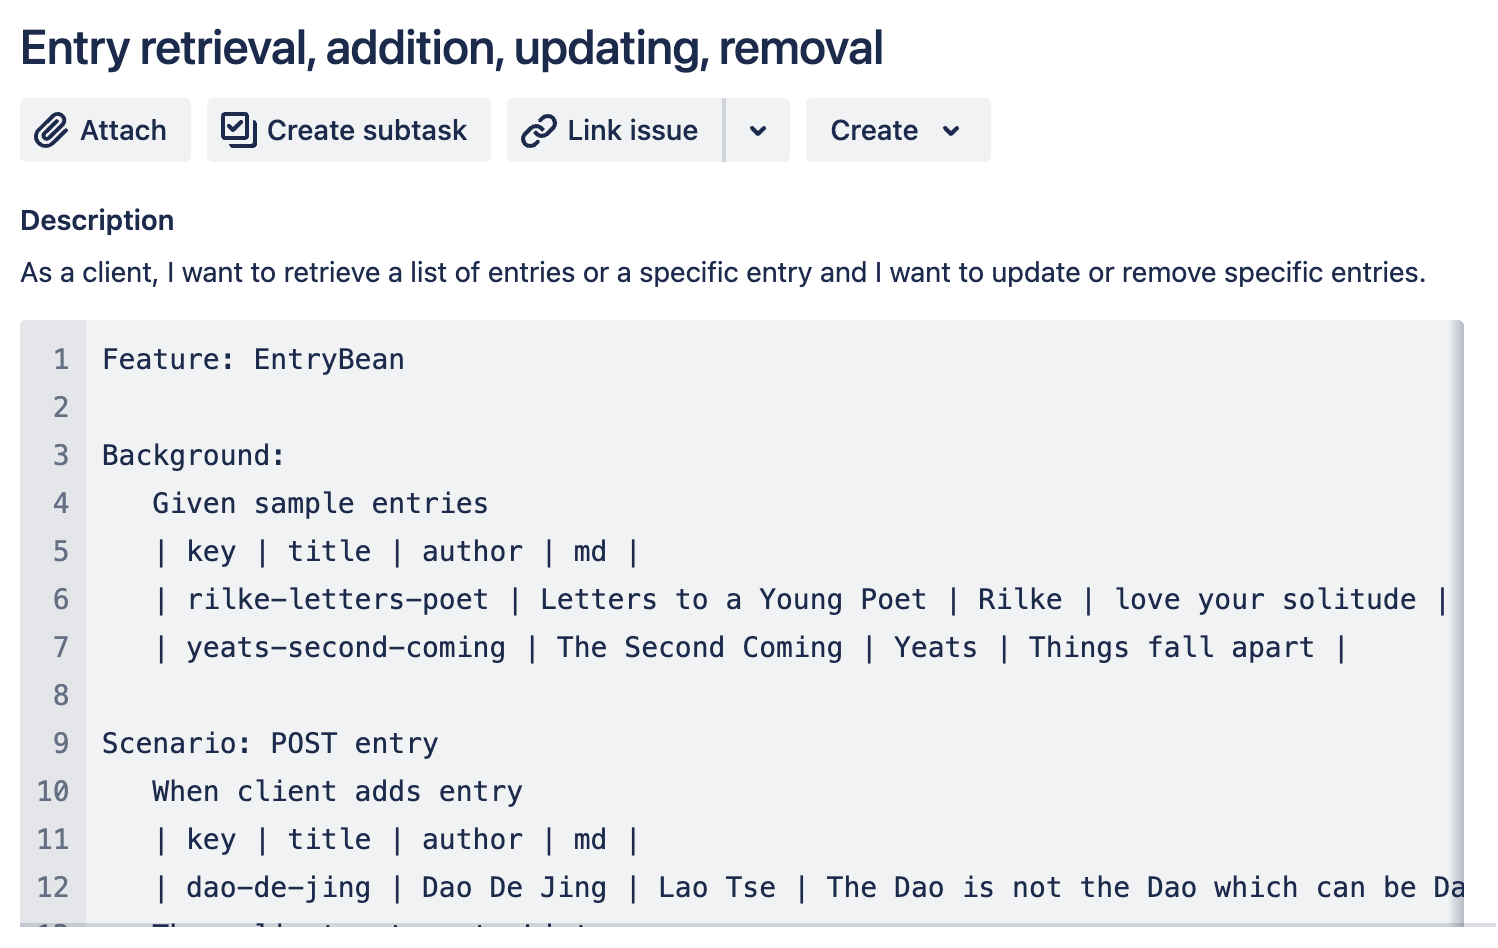 Entry retrieval, addition, updating, removal
Attach Create subtask Link issue Create
Description
As a client, I want to retrieve a list of entries or a specific entry and I want to update or remove specific entries.
1 Feature: EntryBean
2
3 Background:
4 Given sample entries
5 | key | title | author | md |
6 | rilke-letters-poet | Letters to a Young Poet | Rilke | love your solitude |
7 | yeats-second-coming | The Second Coming | Yeats | Things fall apart |
8
9 Scenario: POST entry
10 When client adds entry
11 | key | title | author | md |
12 | dao-de-jing | Dao De Jing | Lao Tse | The Dao is not the Dao which can be Da